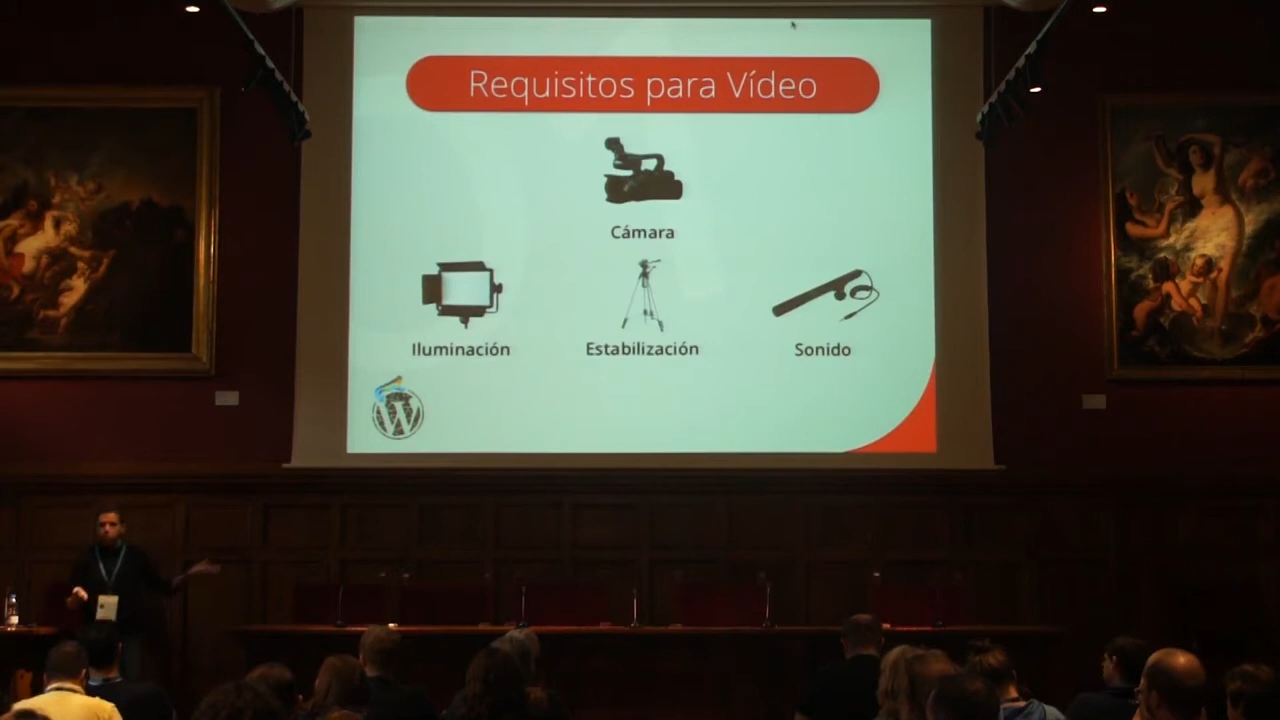 Requisitos para Vídeo
Cámara
Iluminación
Estabilización
Sonido